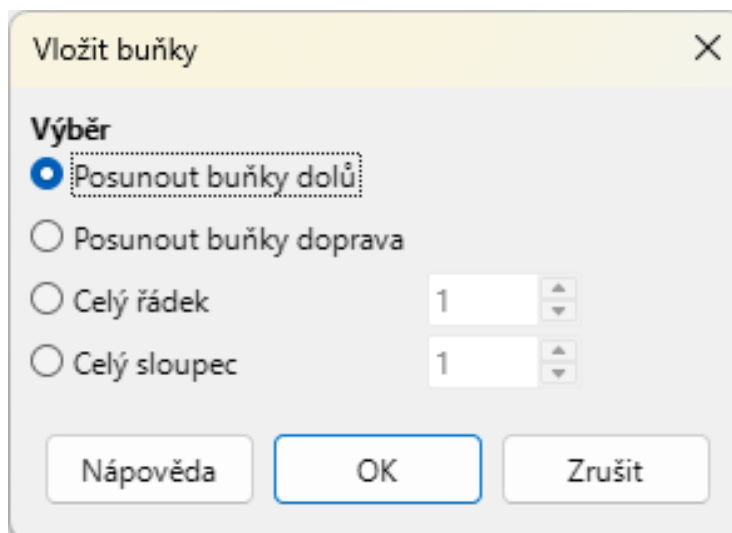 Vložit buňky
Výběr
Posunout buňky dolů
Posunout buňky doprava
Celý řádek 1
Celý sloupec 1
Nápověda OK Zrušit